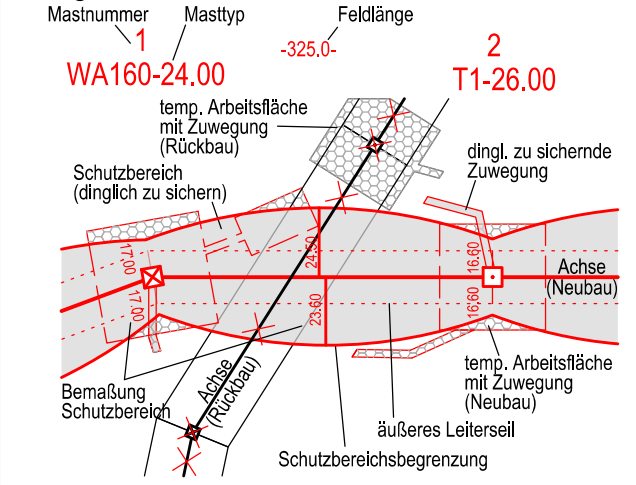 Mastnummer
Masttyp
Feldlänge
1
WA160-24.00
-325.0-
2
T1-26.00
temp. Arbeitsfläche
mit Zuwegung
(Rückbau)
dingl. zu sichernde
Zuwegung
Schutzbereich
(dinglich zu sichern)
17.00
17.00
24.50
23.60
16.60
16.60
Achse
(Neubau)
Bemaßung
Schutzbereich
Achse
(Rückbau)
temp. Arbeitsfläche
mit Zuwegung
(Neubau)
äußeres Leiterseil
Schutzbereichsbegrenzung